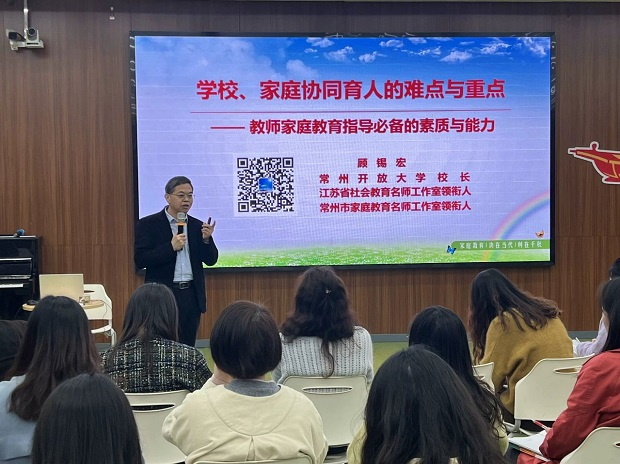 学校、家庭协同育人的难点与重点
—— 教师家庭教育指导必备的素质与能力
顾锡宏
常州开放大学校长
江苏省社会教育名师工作室领衔人
常州市家庭教育名师工作室领衔人